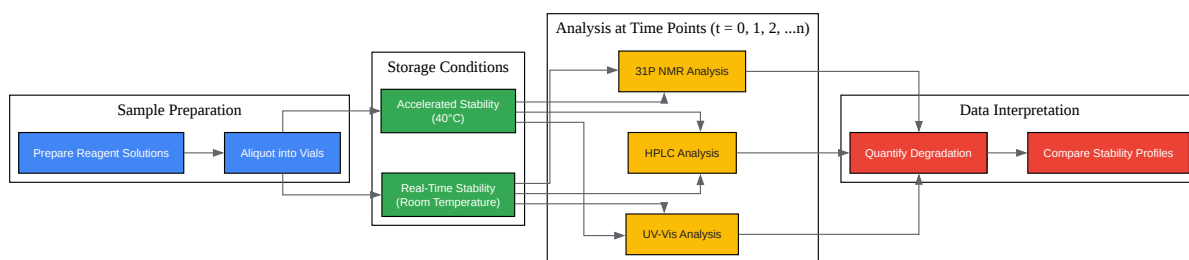 Sample Preparation
Prepare Reagent Solutions
Aliquot into Vials
Storage Conditions
Accelerated Stability
(40°C)
Real-Time Stability
(Room Temperature)
Analysis at Time Points (t = 0, 1, 2, ...n)
31P NMR Analysis
HPLC Analysis
UV-Vis Analysis
Data Interpretation
Quantify Degradation
Compare Stability Profiles